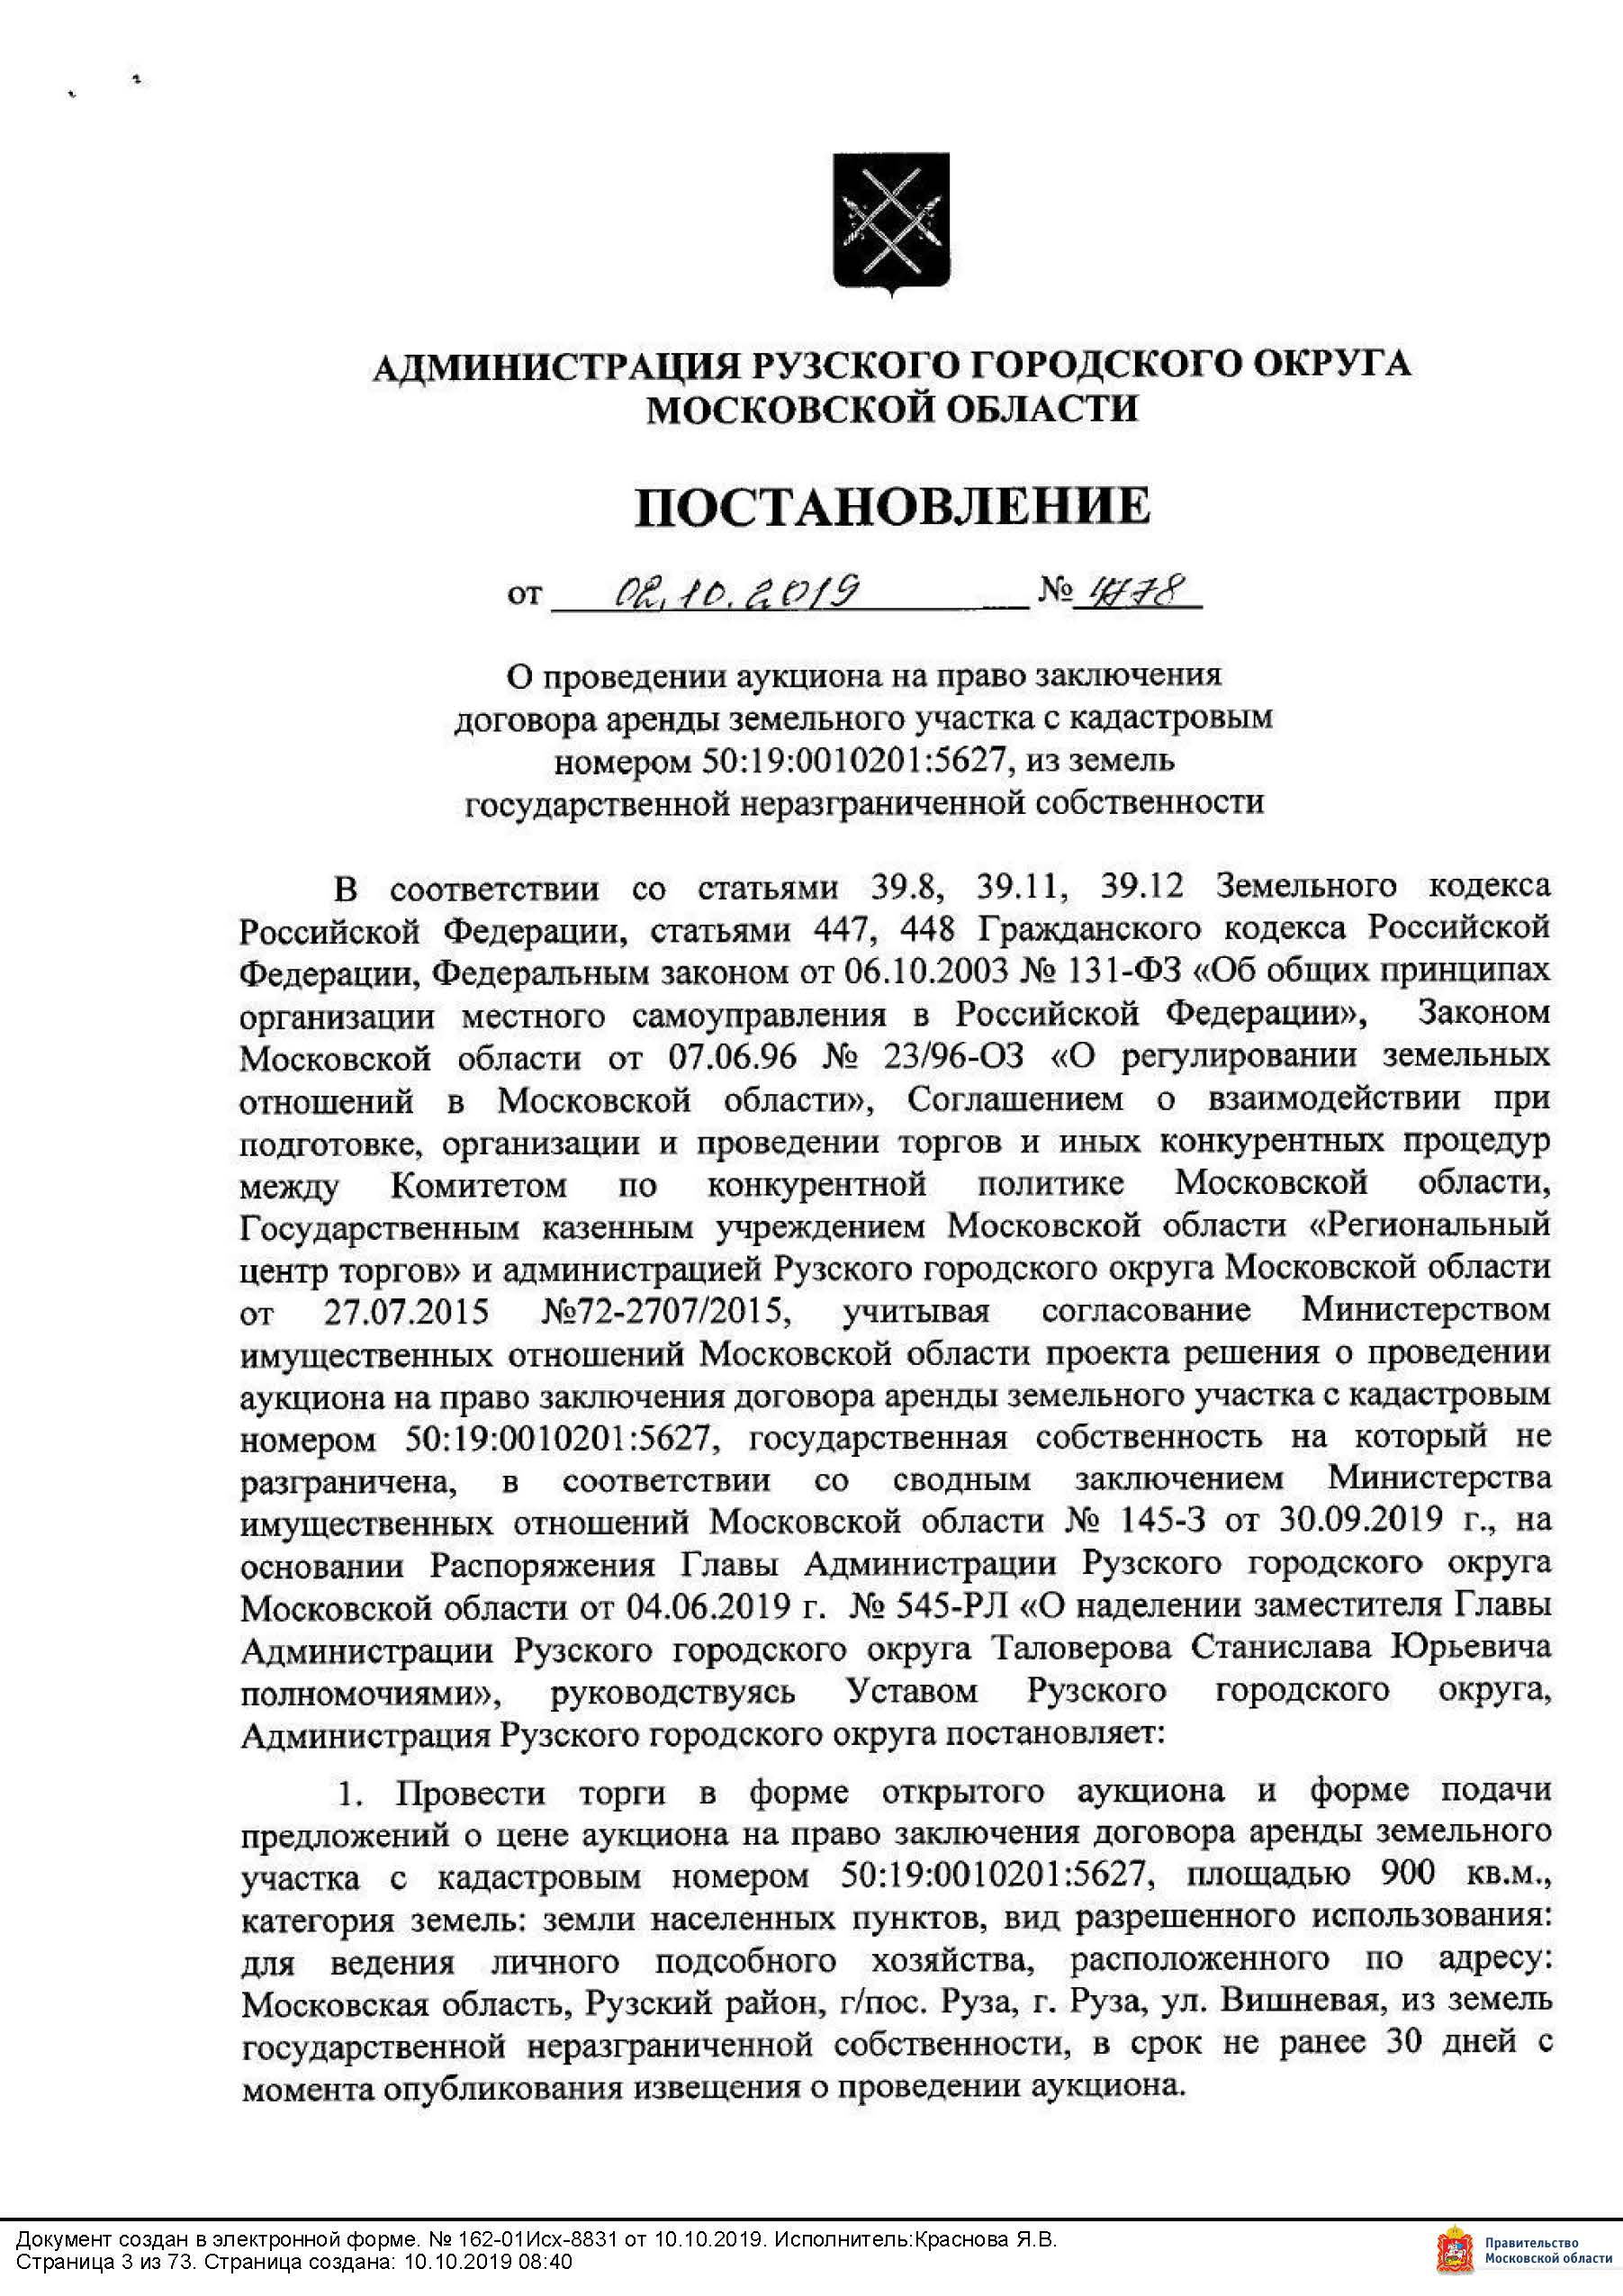 АДМИНИСТРАЦИЯ РУЗСКОГО ГОРОДСКОГО ОКРУГА
МОСКОВСКОЙ ОБЛАСТИ
ПОСТАНОВЛЕНИЕ
от 02.10.2019 №
О проведении аукциона на право заключения
договора аренды земельного участка с кадастровым
номером 50:19:0010201:5627, из земель
государственной неразграниченной собственности
В соответствии со статьями 39.8, 39.11, 39.12 Земельного кодекса
Российской Федерации, статьями 447, 448 Гражданского кодекса Российской
Федерации, Федеральным законом от 06.10.2003 № 131-ФЗ «Об общих принципах
организации местного самоуправления в Российской Федерации», Законом
Московской области от 07.06.96 № 23/96-ОЗ «О регулировании земельных
отношений в Московской области», Соглашением о взаимодействии при
подготовке, организации и проведении торгов и иных конкурентных процедур
между Комитетом по конкурентной политике Московской области,
Государственным казенным учреждением Московской области «Региональный
центр торгов» и администрацией Рузского городского округа Московской области
от 27.07.2015 №72-2707/2015, учитывая согласование Министерством
имущественных отношений Московской области проекта решения о проведении
аукциона на право заключения договора аренды земельного участка с кадастровым
номером 50:19:0010201:5627, государственная собственность на который не
разграничена, в соответствии со сводным заключением Министерства
имущественных отношений Московской области № 145-З от 30.09.2019 г., на
основании Распоряжения Главы Администрации Рузского городского округа
Московской области от 04.06.2019 г. № 545-РЛ «О наделении заместителя Главы
Администрации Рузского городского округа Таловерова Станислава Юрьевича
полномочиями», руководствуясь Уставом Рузского городского округа,
Администрация Рузского городского округа постановляет:
1. Провести торги в форме открытого аукциона и форме подачи
предложений о цене аукциона на право заключения договора аренды земельного
участка с кадастровым номером 50:19:0010201:5627, площадью 900 кв.м.,
категория земель: земли населенных пунктов, вид разрешенного использования:
для ведения личного подсобного хозяйства, расположенного по адресу:
Московская область, Рузский район, г/пос. Руза, г. Руза, ул. Вишневая, из земель
государственной неразграниченной собственности, в срок не ранее 30 дней с
момента опубликования извещения о проведении аукциона.
Документ создан в электронной форме. № 162-01Исх-8831 от 10.10.2019. Исполнитель:Краснова Я.В.
Страница 3 из 73. Страница создана: 10.10.2019 08:40
Правительство
Московской области